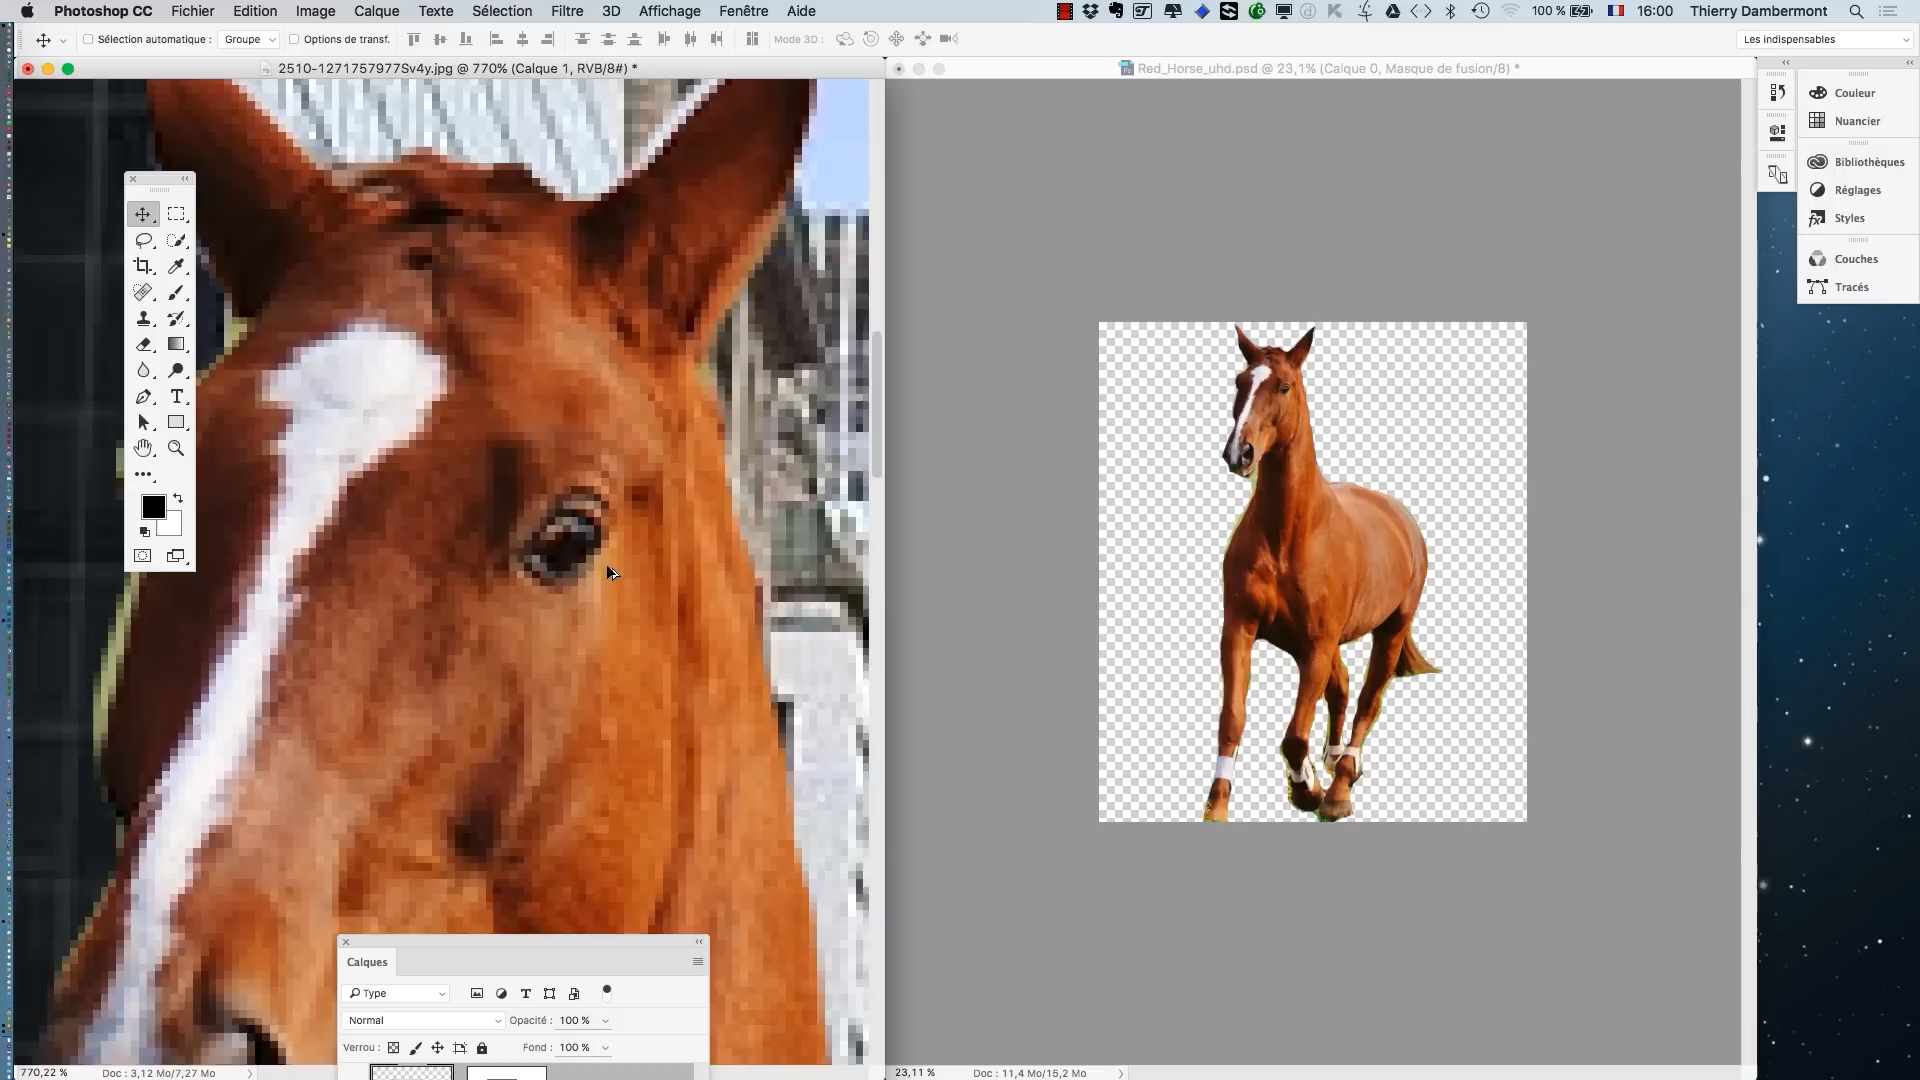 Photoshop CC Fichier Edition Image Calque Texte Sélection Filtre 3D Affichage Fenêtre Aide 100 % 16:00 Thierry Dambermont
Sélection automatique : Groupe Options de transf. Mode 3D : Les indispensables
2510-1271757977Sv4y.jpg @ 770% (Calque 1, RVB/8#) *
Red_Horse_uhd.psd @ 23,1% (Calque 0, Masque de fusion/8) *
Couleur
Nuancier
Bibliothèques
Réglages
Styles
Couches
Tracés
Calques
Type
Normal Opacité : 100 %
Verrou : Fond : 100 %
770,22 % Doc : 3,12 Mo/7,27 Mo
23,11 % Doc : 11,4 Mo/15,2 Mo